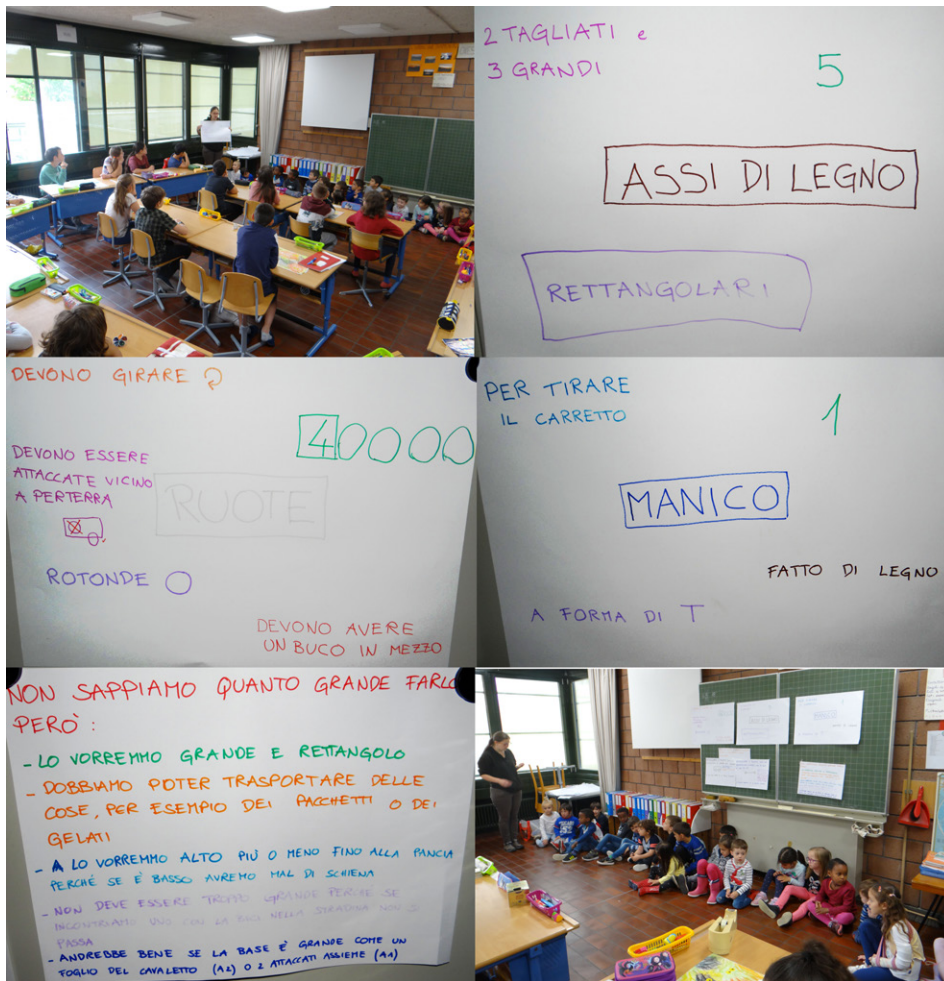 2 TAGLIATI e
3 GRANDI
5
ASSI DI LEGNO
RETTANGOLARI
DEVONO GIRARE
4
DEVONO ESSERE
ATTACCATE VICINO
A PERTERRA
RUOTE
ROTONDE
DEVONO AVERE
UN BUCO IN MEZZO
PER TIRARE
IL CARRETTO
1
MANICO
FATTO DI LEGNO
A FORMA DI T
NON SAPPIAMO QUANTO GRANDE FARLO
PERÒ:
- LO VORREMMO GRANDE E RETTANGOLO
- DOBBIAMO POTER TRASPORTARE DELLE
COSE, PER ESEMPIO DEI PACCHETTI O DEI
GELATI
- LO VORREMMO ALTO PIÙ O MENO FINO ALLA PANCIA
PERCHÉ SE È BASSO AVREMO MAL DI SCHIENA
- NON DEVE ESSERE TROPPO GRANDE PERCHÉ SE
INCONTRIAMO UNO CON LA BICI NELLA STRADINA NON
PASSA
- ANDREBBE BENE SE LA BASE È GRANDE COME UN
FOGLIO DEL CAVALETTO (A2) O 2 ATTACCATI ASSIEME (A1)